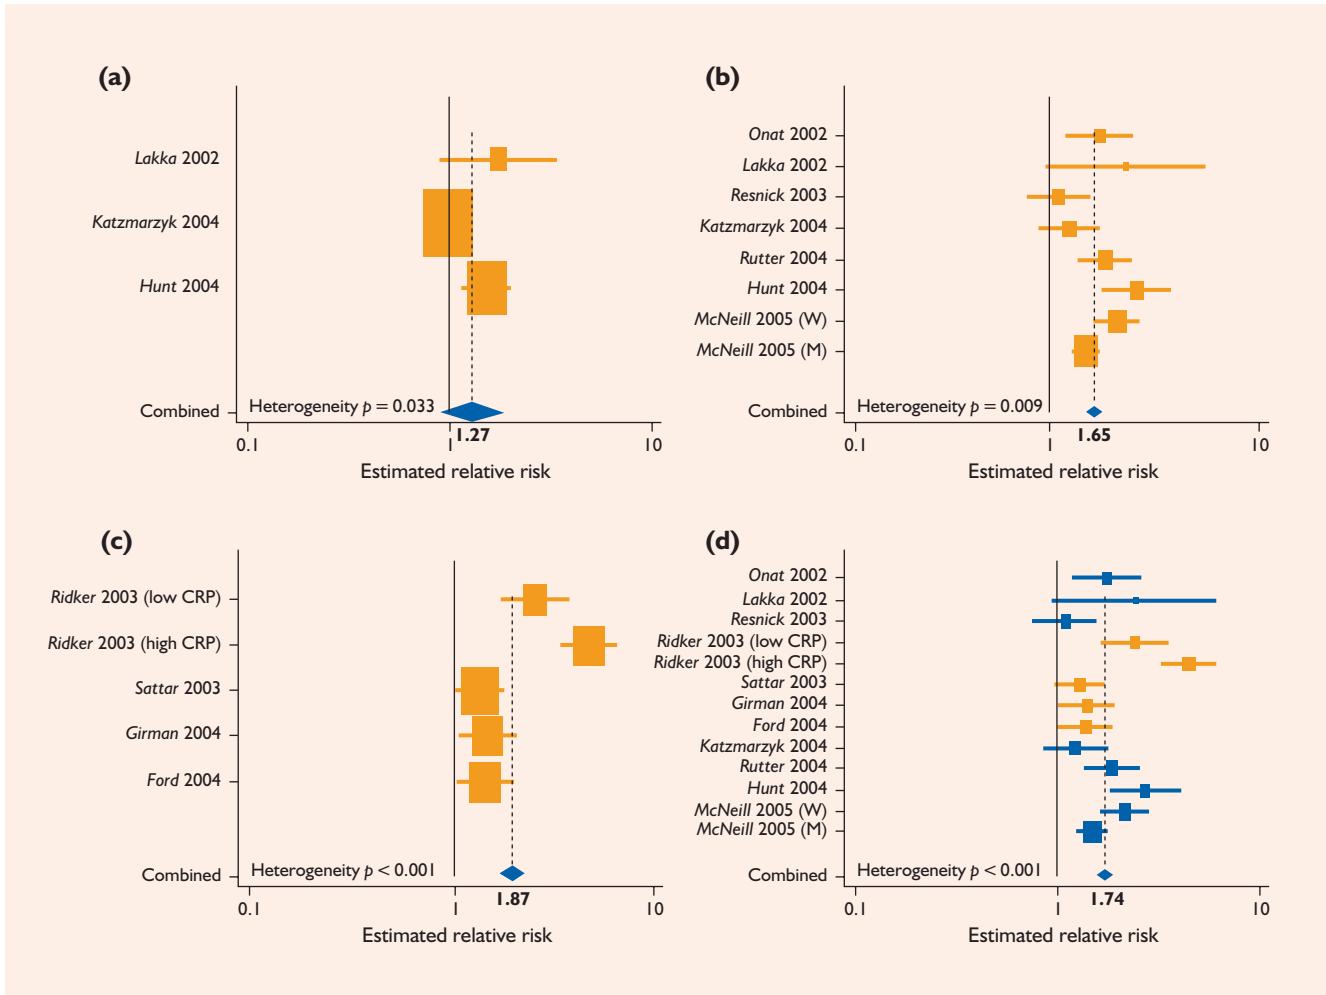 (a)
Lakka 2002
Katzmarzyk 2004
Hunt 2004
Combined
Heterogeneity p = 0.033
1.27
0.1
1
10
Estimated relative risk
(b)
Onat 2002
Lakka 2002
Resnick 2003
Katzmarzyk 2004
Rutter 2004
Hunt 2004
McNeill 2005 (W)
McNeill 2005 (M)
Combined
Heterogeneity p = 0.009
1.65
0.1
1
10
Estimated relative risk
(c)
Ridker 2003 (low CRP)
Ridker 2003 (high CRP)
Sattar 2003
Girman 2004
Ford 2004
Combined
Heterogeneity p < 0.001
1.87
0.1
1
10
Estimated relative risk
(d)
Onat 2002
Lakka 2002
Resnick 2003
Ridker 2003 (low CRP)
Ridker 2003 (high CRP)
Sattar 2003
Girman 2004
Ford 2004
Katzmarzyk 2004
Rutter 2004
Hunt 2004
McNeill 2005 (W)
McNeill 2005 (M)
Combined
Heterogeneity p < 0.001
1.74
0.1
1
10
Estimated relative risk